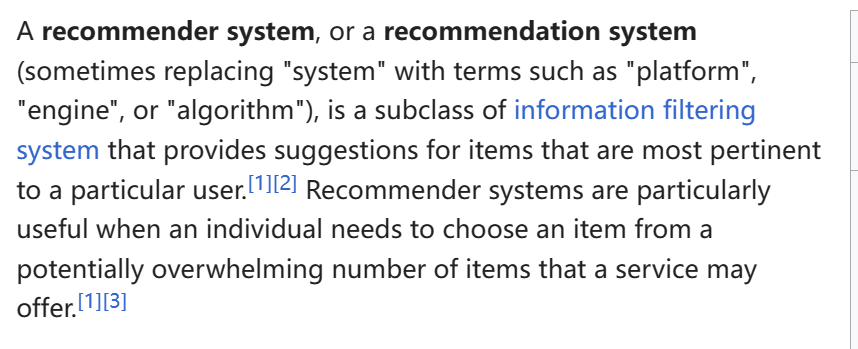 A recommender system, or a recommendation system
(sometimes replacing "system" with terms such as "platform",
"engine", or "algorithm"), is a subclass of information filtering
system that provides suggestions for items that are most pertinent
to a particular user.[1][2] Recommender systems are particularly
useful when an individual needs to choose an item from a
potentially overwhelming number of items that a service may
offer.[1][3]